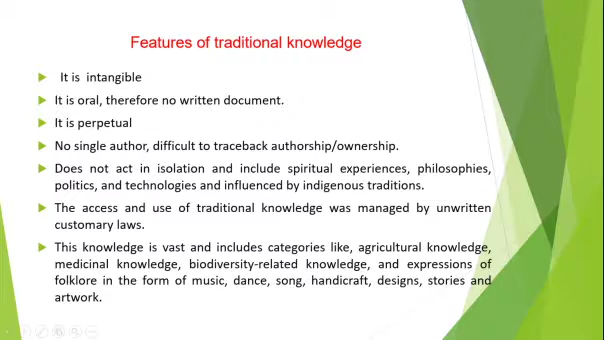 Features of traditional knowledge
It is intangible
It is oral, therefore no written document.
It is perpetual
No single author, difficult to traceback authorship/ownership.
Does not act in isolation and include spiritual experiences, philosophies,
politics, and technologies and influenced by indigenous traditions.
The access and use of traditional knowledge was managed by unwritten
customary laws.
This knowledge is vast and includes categories like, agricultural knowledge,
medicinal knowledge, biodiversity-related knowledge, and expressions of
folklore in the form of music, dance, song, handicraft, designs, stories and
artwork.